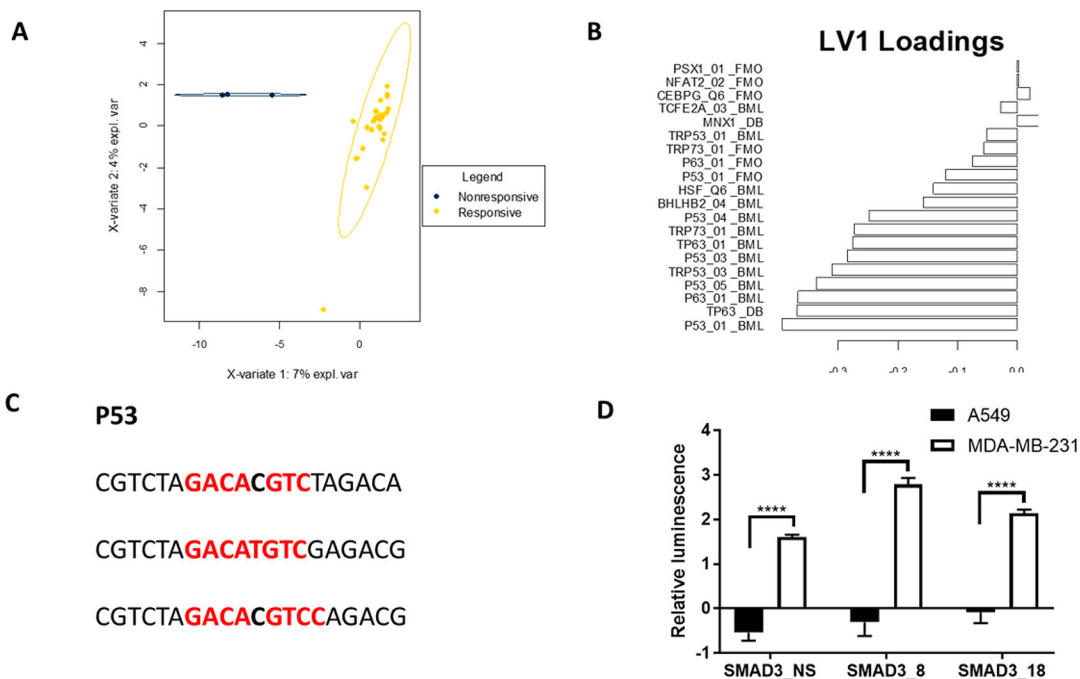 A
4
2
0
-2
-4
-6
-8
X-variate 2: 4% expl. var
-10
-5
0
X-variate 1: 7% expl. var
Legend
Nonresponsive
Responsive
B
LV1 Loadings
PSX1_01 _FMO
NFAT2_02 _FMO
CEBPG_Q6 _FMO
TCFE2A_03 _BML
MNX1 _DB
TRP53_01 _BML
TRP73_01 _FMO
P63_01 _FMO
P53_01 _FMO
HSF_Q6 _BML
BHLHB2_04 _BML
P53_04 _BML
TRP73_01 _BML
TP63_01 _BML
P53_03 _BML
TRP53_03 _BML
P53_05 _BML
P63_01 _BML
TP63 _DB
P53_01 _BML
-0.3
-0.2
-0.1
0.0
C
P53
CGTCTAGACACGTCTAGACA
CGTCTAGACATGTCGAGACG
CGTCTAGACACGTCCAGACG
D
A549
MDA-MB-231
Relative luminescence
4
3
2
1
0
-1
****
****
****
SMAD3_NS
SMAD3_8
SMAD3_18